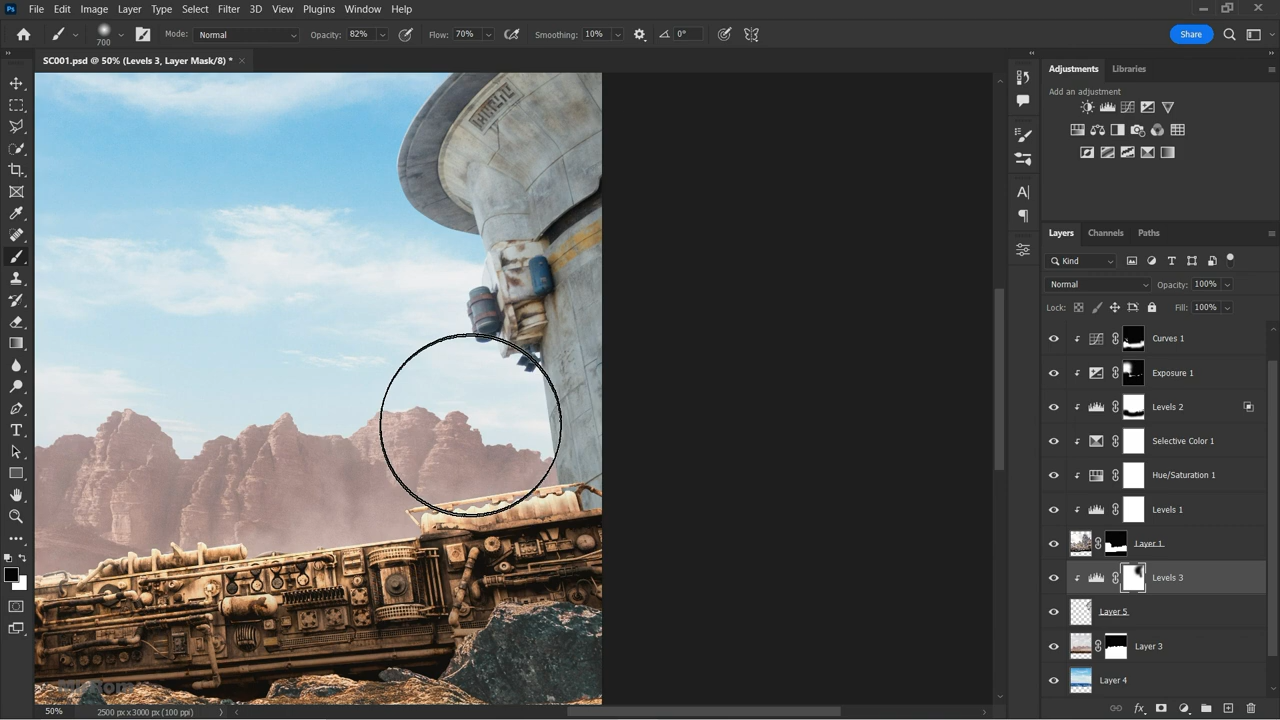 Ps File Edit Image Layer Type Select Filter 3D View Plugins Window Help
700 Mode: Normal Opacity: 82% Flow: 70% Smoothing: 10% 0° Share
SC001.psd @ 50% (Levels 3, Layer Mask/8) *
Adjustments Libraries
Add an adjustment
Layers Channels Paths
Kind
Normal Opacity: 100%
Lock: Fill: 100%
Curves 1
Exposure 1
Levels 2
Selective Color 1
Hue/Saturation 1
Levels 1
Layer 1
Levels 3
Layer 5
Layer 3
Layer 4
50% 2500 px x 3000 px (100 ppi)
fx